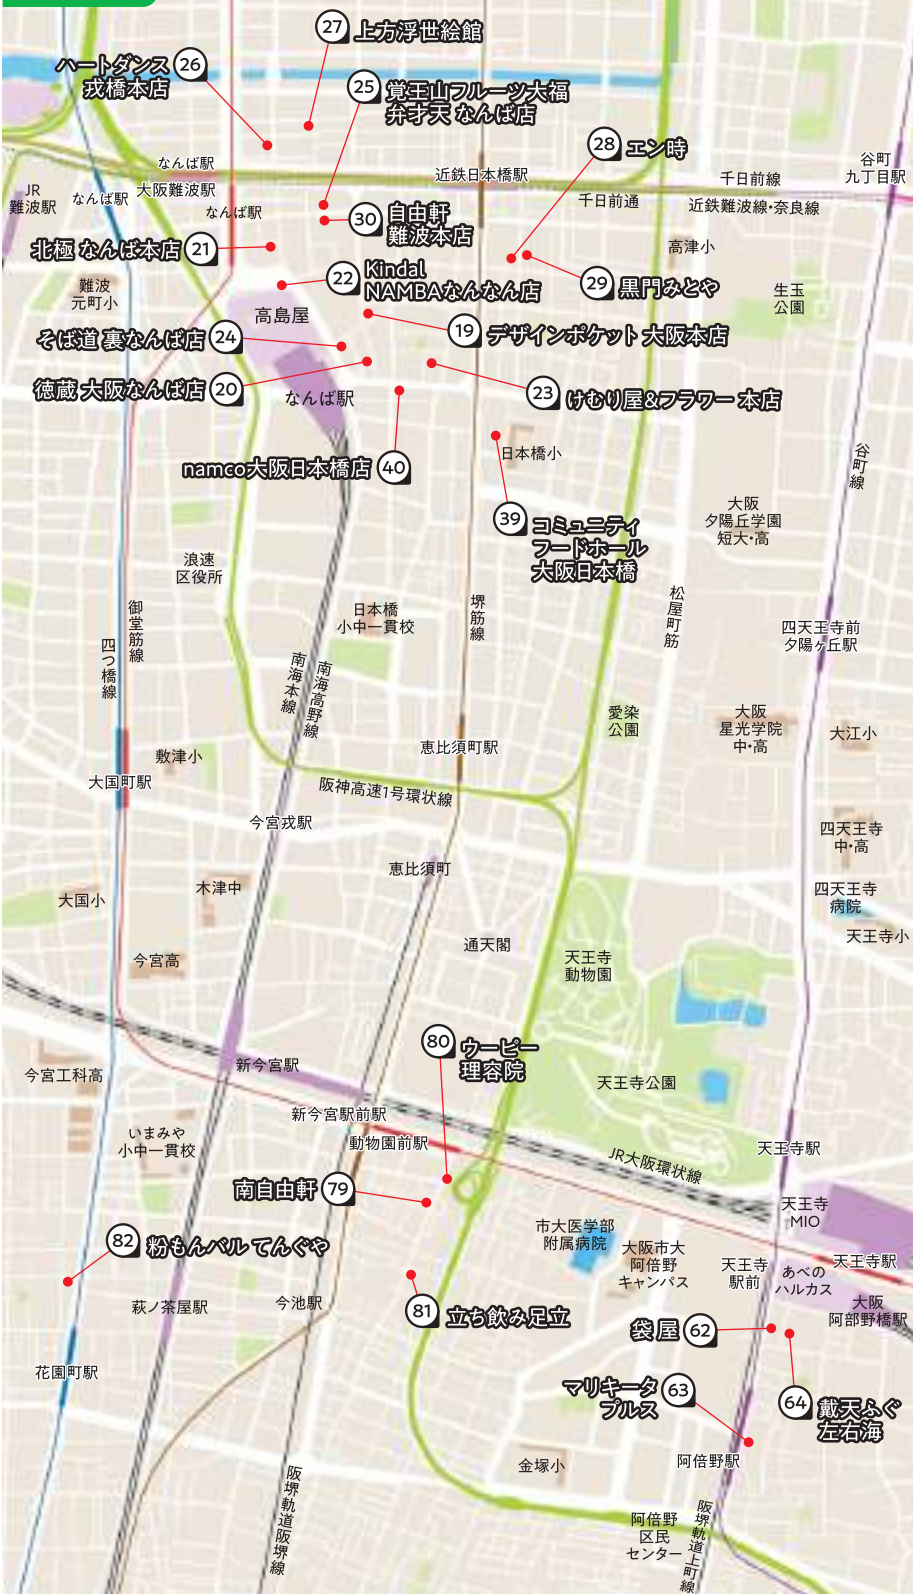 27
上方浮世絵館
ハートダンス
戎橋本店
26
25
覚王山フルーツ大福
弁才天 なんば店
28
エン時
なんば駅
近鉄日本橋駅
谷町
九丁目駅
千日前線
JR
難波駅
なんば駅
大阪難波駅
千日前通
近鉄難波線・奈良線
なんば駅
30
自由軒
難波本店
北極 なんば本店
21
高津小
22
Kindal
NAMBAなんなん店
29
黒門みとや
難波
元町小
生玉
公園
高島屋
そば道 裏なんば店
24
19
デザインポケット 大阪本店
徳蔵 大阪なんば店
20
なんば駅
23
けむり屋&フラワー 本店
namco大阪日本橋店
40
日本橋小
谷町線
39
コミュニティ
フードホール
大阪日本橋
大阪
夕陽丘学園
短大・高
浪速
区役所
御堂筋線
四つ橋線
日本橋
小中一貫校
堺筋線
松屋町筋
四天王寺前
夕陽ヶ丘駅
南海本線
南海高野線
愛染
公園
大阪
星光学院
中・高
大江小
敷津小
恵比須町駅
大国町駅
阪神高速1号環状線
今宮戎駅
四天王寺
中・高
恵比須町
木津中
大国小
四天王寺
病院
天王寺小
通天閣
天王寺
動物園
今宮高
80
ウーピー
理容院
新今宮駅
今宮工科高
天王寺公園
新今宮駅前駅
動物園前駅
いまみや
小中一貫校
天王寺駅
JR大阪環状線
南自由軒
79
天王寺
MIO
82
粉もんバル てんぐや
市大医学部
附属病院
大阪市大
阿倍野
キャンパス
天王寺
駅前
あべの
ハルカス
天王寺駅
萩ノ茶屋駅
今池駅
81
立ち飲み足立
大阪
阿部野橋駅
袋屋
62
花園町駅
マリキータ
プルス
63
64
戴天ふぐ
左右海
金塚小
阿倍野駅
阪堺軌道阪堺線
阿倍野
区民
センター
阪堺軌道上町線